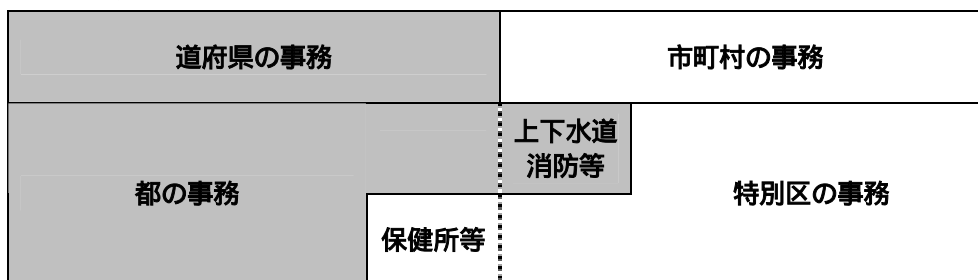 道府県の事務
市町村の事務
上下水道
消防等
都の事務
特別区の事務
保健所等